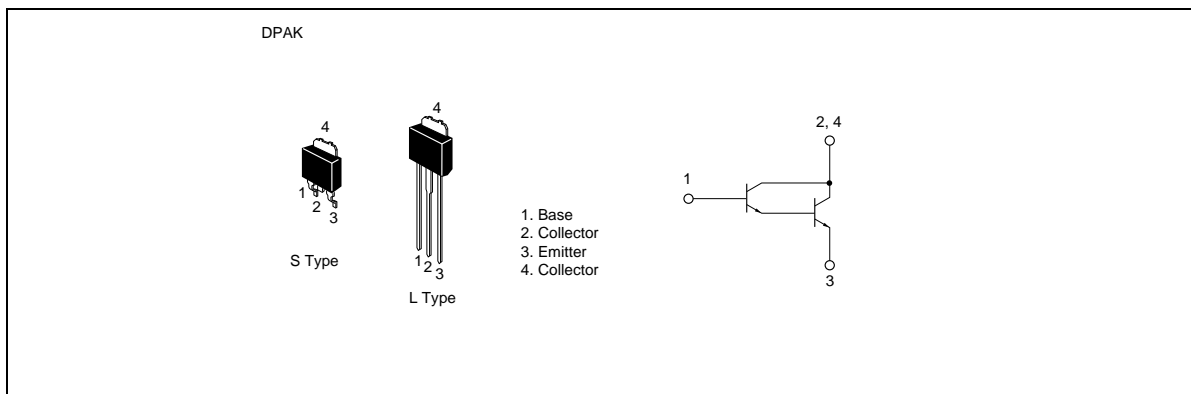 DPAK
4
1
2
3
S Type
4
1
2
3
L Type
1. Base
2. Collector
3. Emitter
4. Collector
2, 4
1
3